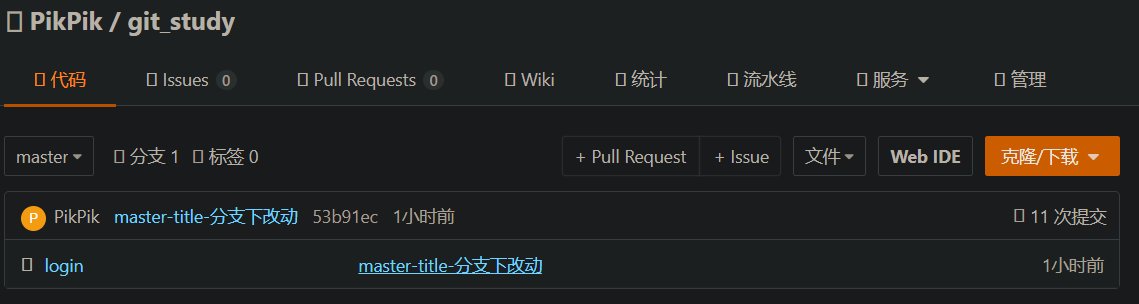 PikPik / git_study
代码 Issues 0 Pull Requests 0 Wiki 统计 流水线 服务 管理
master 分支 1 标签 0 + Pull Request + Issue 文件 Web IDE 克隆/下载
P PikPik master-title-分支下改动 53b91ec 1小时前 11 次提交
login master-title-分支下改动 1小时前